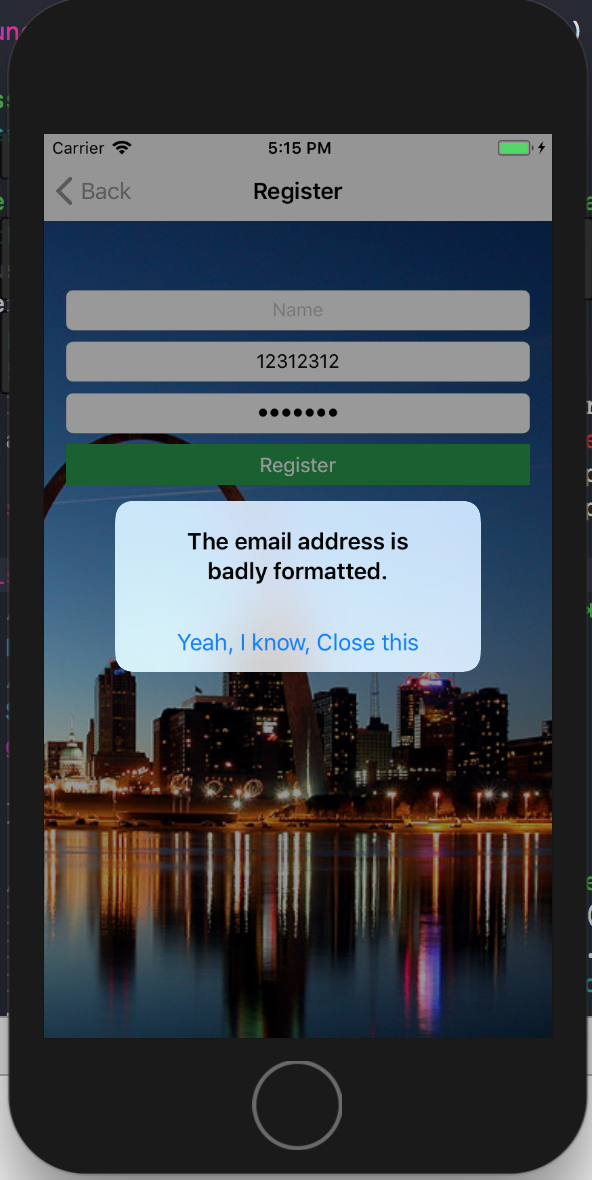 Carrier 5:15 PM
Back Register
Name
12312312
•••••••
Register
The email address is
badly formatted.
Yeah, I know, Close this